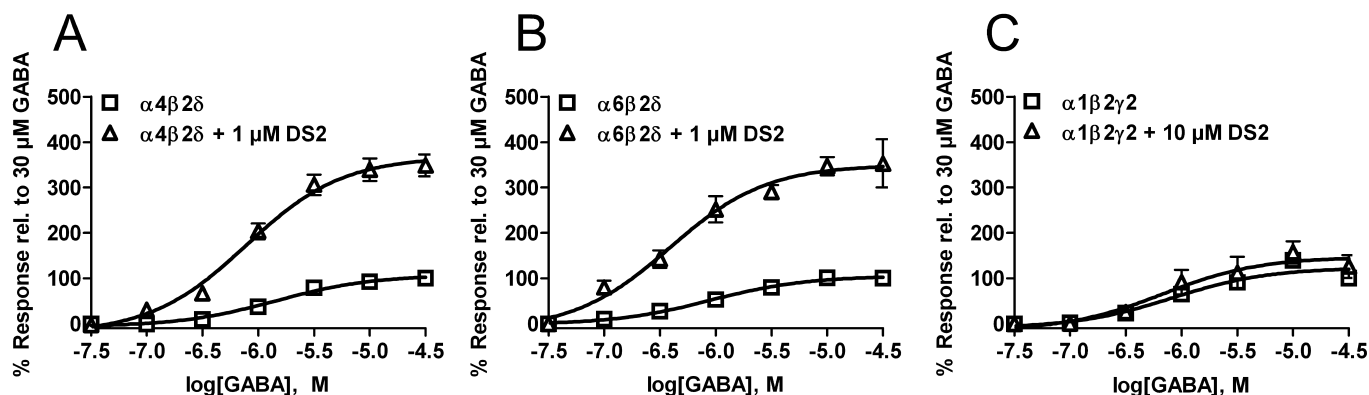 A
% Response rel. to 30 µM GABA
α4β2δ
α4β2δ + 1 µM DS2
500
400
300
200
100
0
-7.5 -7.0 -6.5 -6.0 -5.5 -5.0 -4.5
log[GABA], M
B
% Response rel. to 30 µM GABA
α6β2δ
α6β2δ + 1 µM DS2
500
400
300
200
100
0
-7.5 -7.0 -6.5 -6.0 -5.5 -5.0 -4.5
log[GABA], M
C
% Response rel. to 30 µM GABA
α1β2γ2
α1β2γ2 + 10 µM DS2
500
400
300
200
100
0
-7.5 -7.0 -6.5 -6.0 -5.5 -5.0 -4.5
log[GABA], M